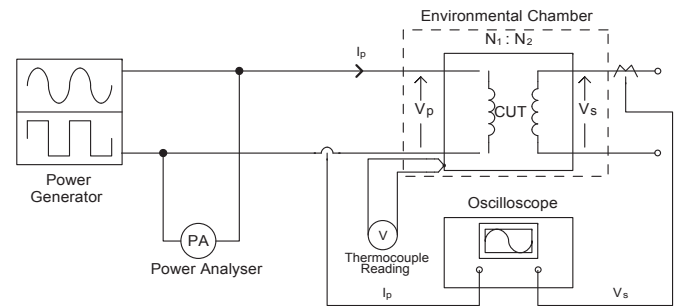 Environmental Chamber
N₁ : N₂
Iₚ
Vₚ
CUT
Vₛ
Power
Generator
PA
Power Analyser
V
Thermocouple
Reading
Oscilloscope
Iₚ
Vₛ